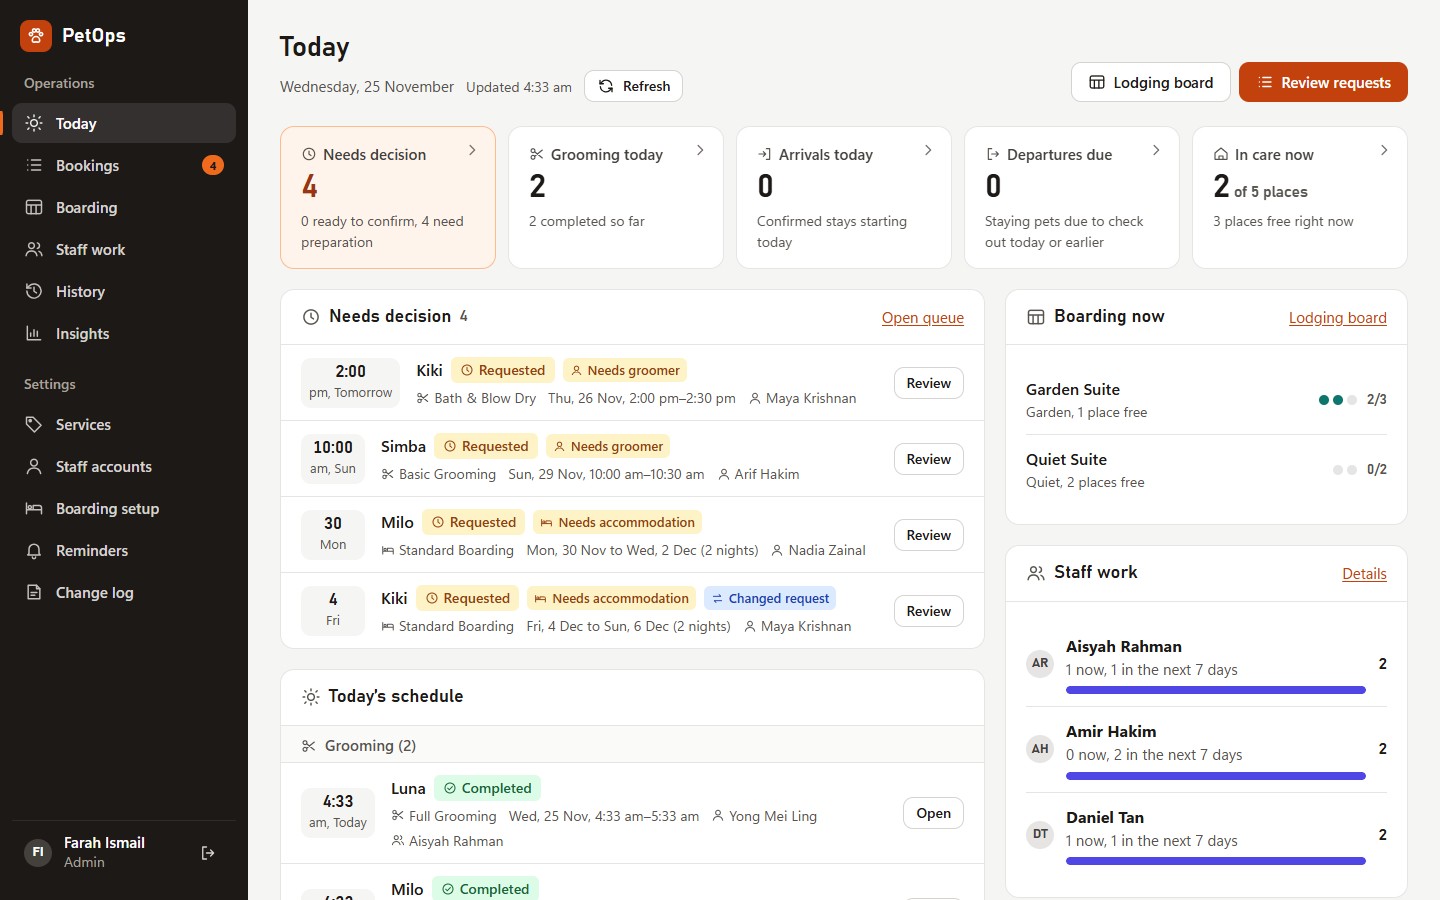 PetOps
Operations
Today
Bookings 4
Boarding
Staff work
History
Insights
Settings
Services
Staff accounts
Boarding setup
Reminders
Change log
FI Farah Ismail
Admin
Today
Wednesday, 25 November Updated 4:33 am Refresh
Lodging board Review requests
Needs decision
4
0 ready to confirm, 4 need
preparation
Grooming today
2
2 completed so far
Arrivals today
0
Confirmed stays starting
today
Departures due
0
Staying pets due to check
out today or earlier
In care now
2 of 5 places
3 places free right now
Needs decision 4 Open queue
2:00
pm, Tomorrow
Kiki Requested Needs groomer
Bath & Blow Dry Thu, 26 Nov, 2:00 pm–2:30 pm Maya Krishnan
Review
10:00
am, Sun
Simba Requested Needs groomer
Basic Grooming Sun, 29 Nov, 10:00 am–10:30 am Arif Hakim
Review
30
Mon
Milo Requested Needs accommodation
Standard Boarding Mon, 30 Nov to Wed, 2 Dec (2 nights) Nadia Zainal
Review
4
Fri
Kiki Requested Needs accommodation Changed request
Standard Boarding Fri, 4 Dec to Sun, 6 Dec (2 nights) Maya Krishnan
Review
Today's schedule
Grooming (2)
4:33
am, Today
Luna Completed
Full Grooming Wed, 25 Nov, 4:33 am–5:33 am Yong Mei Ling
Aisyah Rahman
Open
Milo Completed
Boarding now Lodging board
Garden Suite
Garden, 1 place free
2/3
Quiet Suite
Quiet, 2 places free
0/2
Staff work Details
AR Aisyah Rahman
1 now, 1 in the next 7 days
2
AH Amir Hakim
0 now, 2 in the next 7 days
2
DT Daniel Tan
1 now, 1 in the next 7 days
2